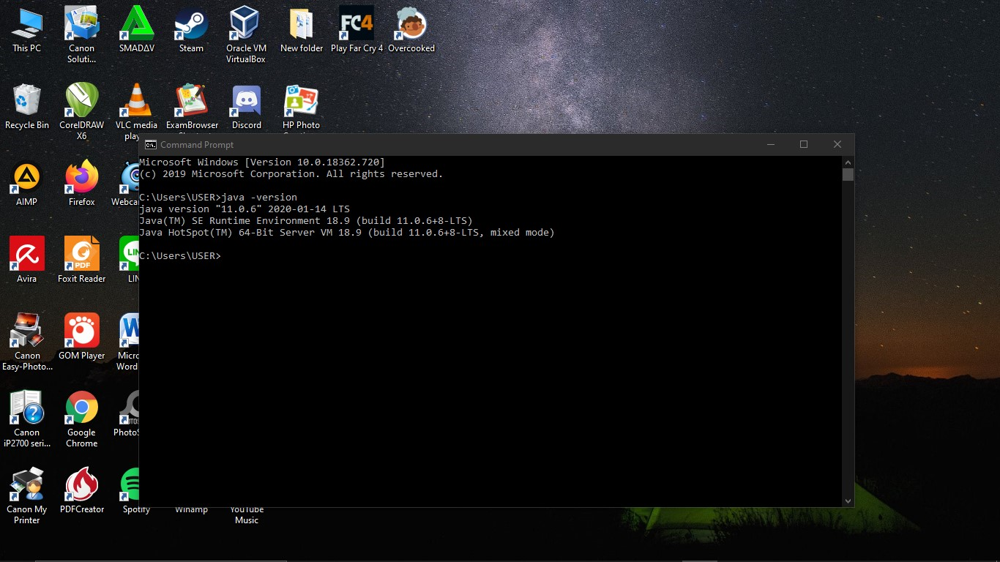 This PC
Canon
Soluti...
SMADΔV
Steam
Oracle VM
VirtualBox
New folder
FC4
Play Far Cry 4
Overcooked
Recycle Bin
CorelDRAW
X6
VLC media
play
ExamBrowser
Discord
HP Photo
AIMP
Firefox
Webca
Avira
PDF
Foxit Reader
LIN
LIN
Canon
Easy-Photo...
GOM Player
W
Micro
Word
Canon
iP2700 seri...
Google
Chrome
PhotoS
Canon My
Printer
PDFCreator
Spotify
Winamp
YouTube
Music
Command Prompt
Microsoft Windows [Version 10.0.18362.720]
(c) 2019 Microsoft Corporation. All rights reserved.
C:\Users\USER>java -version
java version "11.0.6" 2020-01-14 LTS
Java(TM) SE Runtime Environment 18.9 (build 11.0.6+8-LTS)
Java HotSpot(TM) 64-Bit Server VM 18.9 (build 11.0.6+8-LTS, mixed mode)
C:\Users\USER>